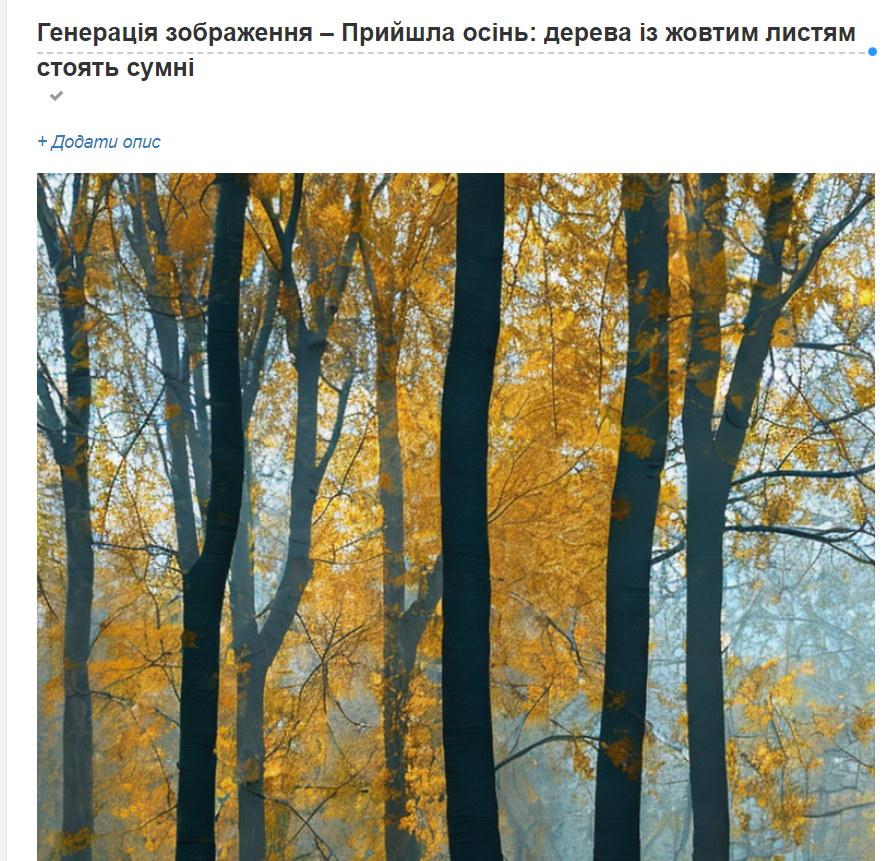 Генерація зображення – Прийшла осінь: дерева із жовтим листям
стоять сумні
+ Додати опис